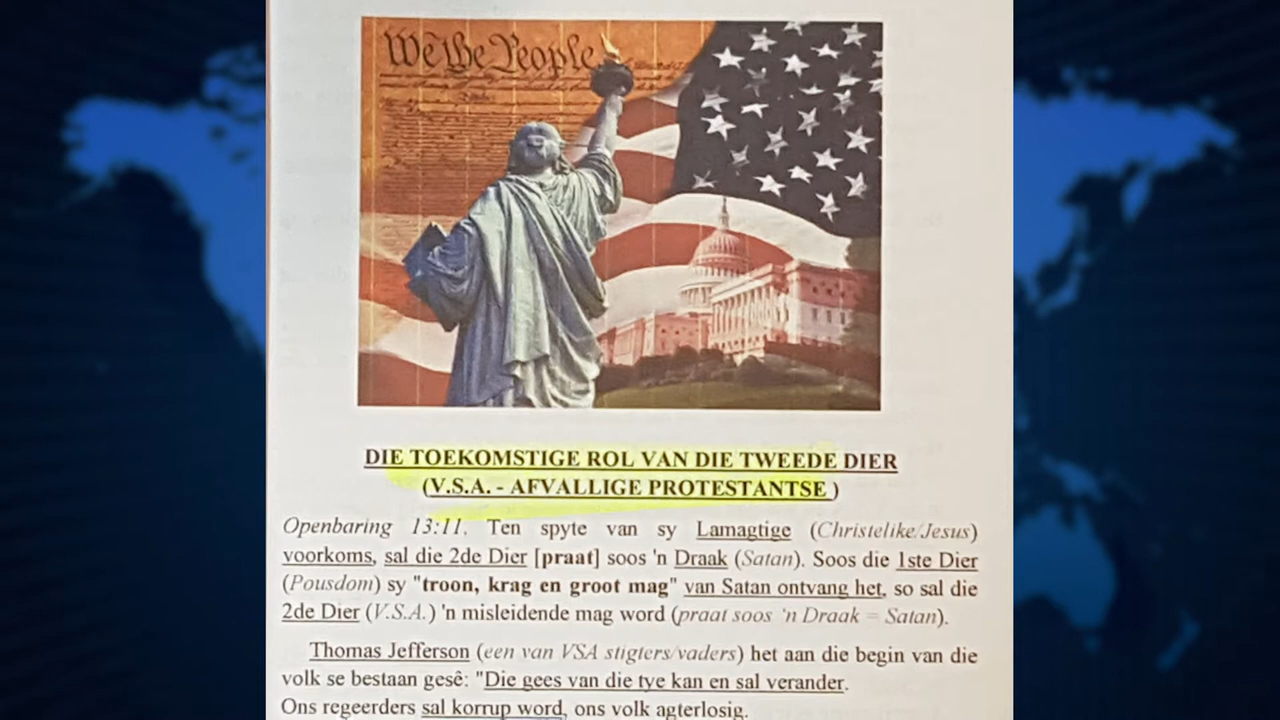 We the People
DIE TOEKOMSTIGE ROL VAN DIE TWEEDE DIER
(V.S.A. - AFVALLIGE PROTESTANTSE )
Openbaring 13:11. Ten spyte van sy Lamagtige (Christelike/Jesus)
voorkoms, sal die 2de Dier [praat] soos 'n Draak (Satan). Soos die 1ste Dier
(Pousdom) sy "troon, krag en groot mag" van Satan ontvang het, so sal die
2de Dier (V.S.A.) 'n misleidende mag word (praat soos 'n Draak = Satan).
Thomas Jefferson (een van VSA stigters/vaders) het aan die begin van die
volk se bestaan gesê: "Die gees van die tye kan en sal verander.
Ons regeerders sal korrup word, ons volk agterlosig.